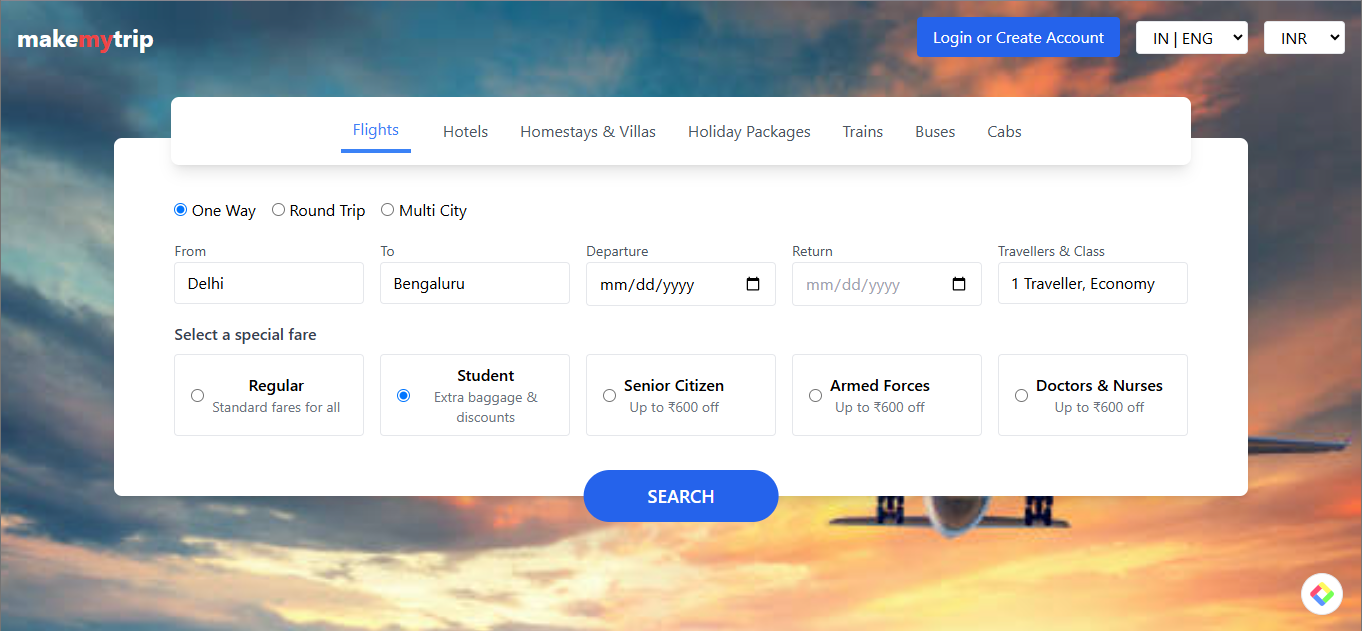 makemytrip
Login or Create Account
IN | ENG
INR
Flights
Hotels
Homestays & Villas
Holiday Packages
Trains
Buses
Cabs
One Way
Round Trip
Multi City
From
To
Departure
Return
Travellers & Class
Delhi
Bengaluru
mm/dd/yyyy
mm/dd/yyyy
1 Traveller, Economy
Select a special fare
Regular
Standard fares for all
Student
Extra baggage &
discounts
Senior Citizen
Up to ₹600 off
Armed Forces
Up to ₹600 off
Doctors & Nurses
Up to ₹600 off
SEARCH